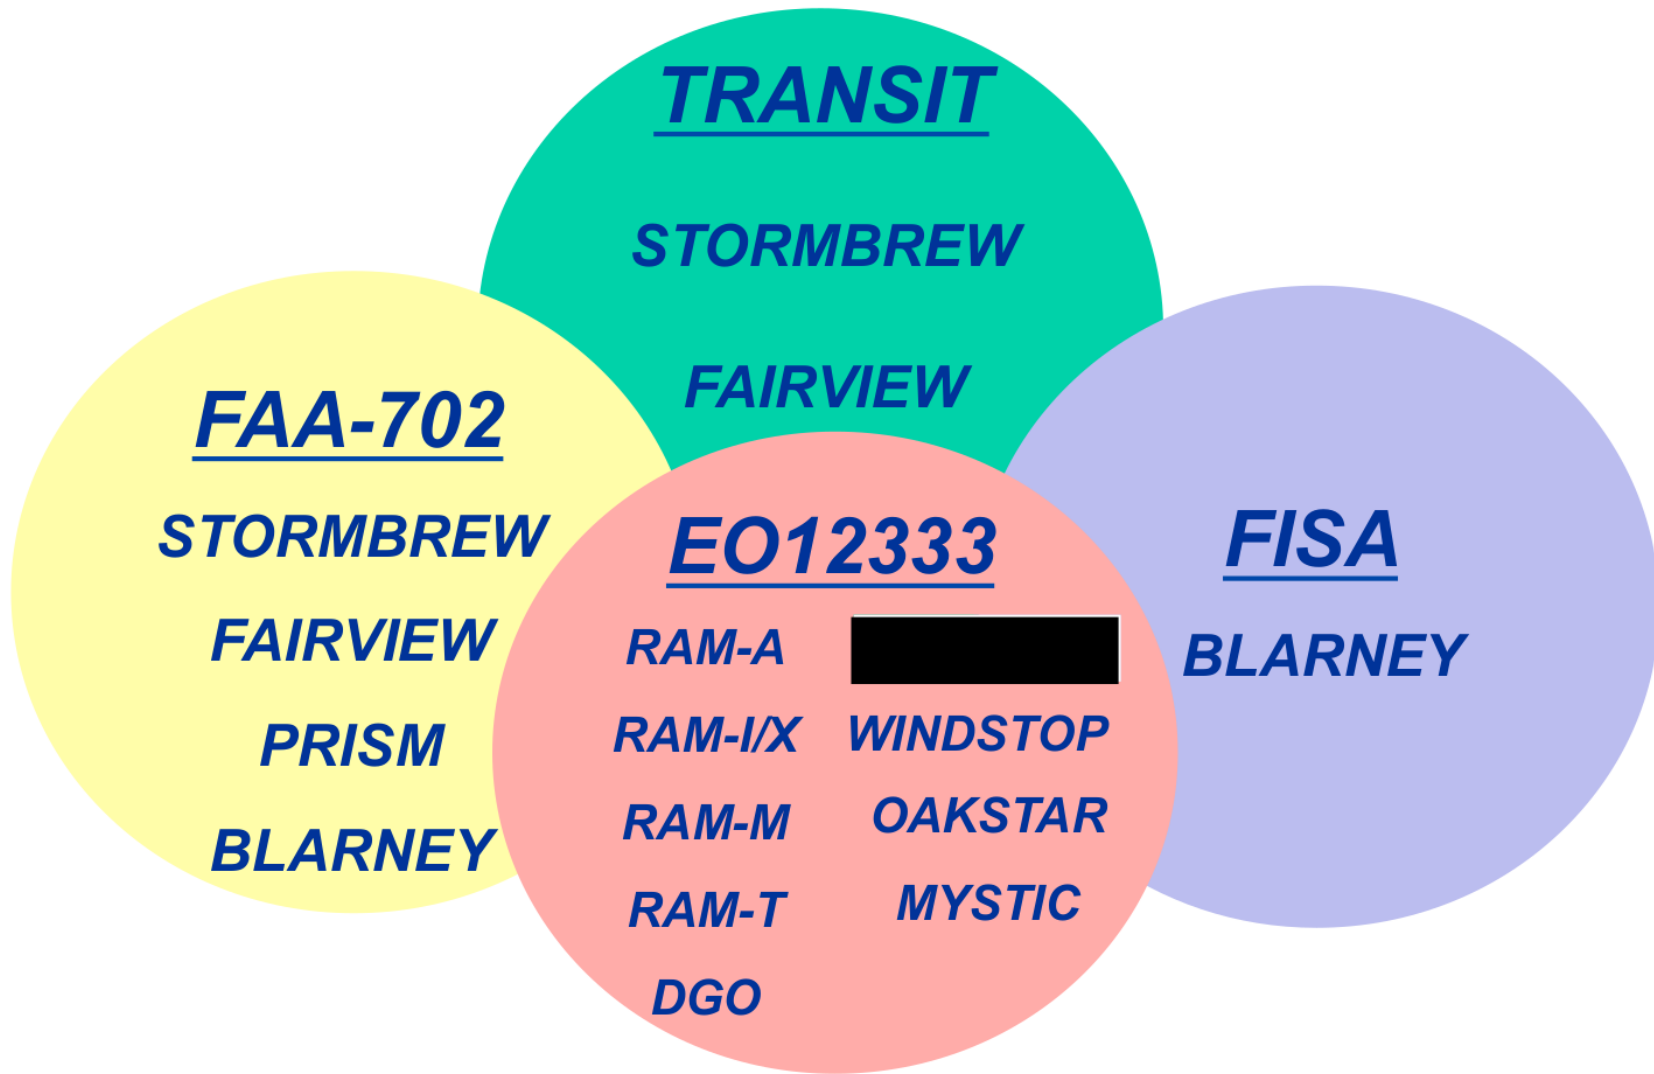 TRANSIT
STORMBREW
FAIRVIEW
FAA-702
STORMBREW
FAIRVIEW
PRISM
BLARNEY
EO12333
RAM-A
RAM-I/X
RAM-M
RAM-T
DGO
WINDSTOP
OAKSTAR
MYSTIC
FISA
BLARNEY